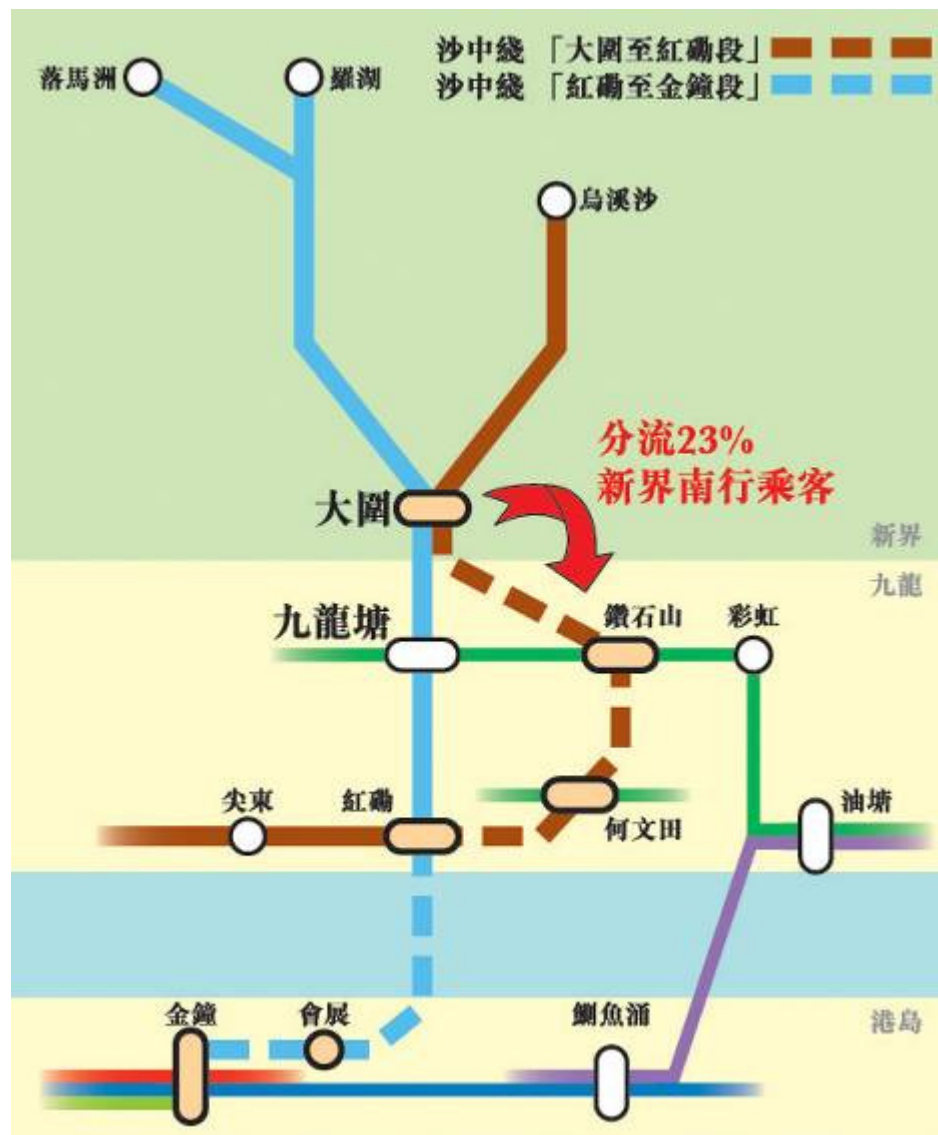 沙中綫「大圍至紅磡段」
沙中綫「紅磡至金鐘段」
落馬洲
羅湖
烏溪沙
分流23%
新界南行乘客
大圍
新界
九龍
九龍塘
鑽石山
彩虹
尖東
紅磡
何文田
油塘
金鐘
會展
鰂魚涌
港島